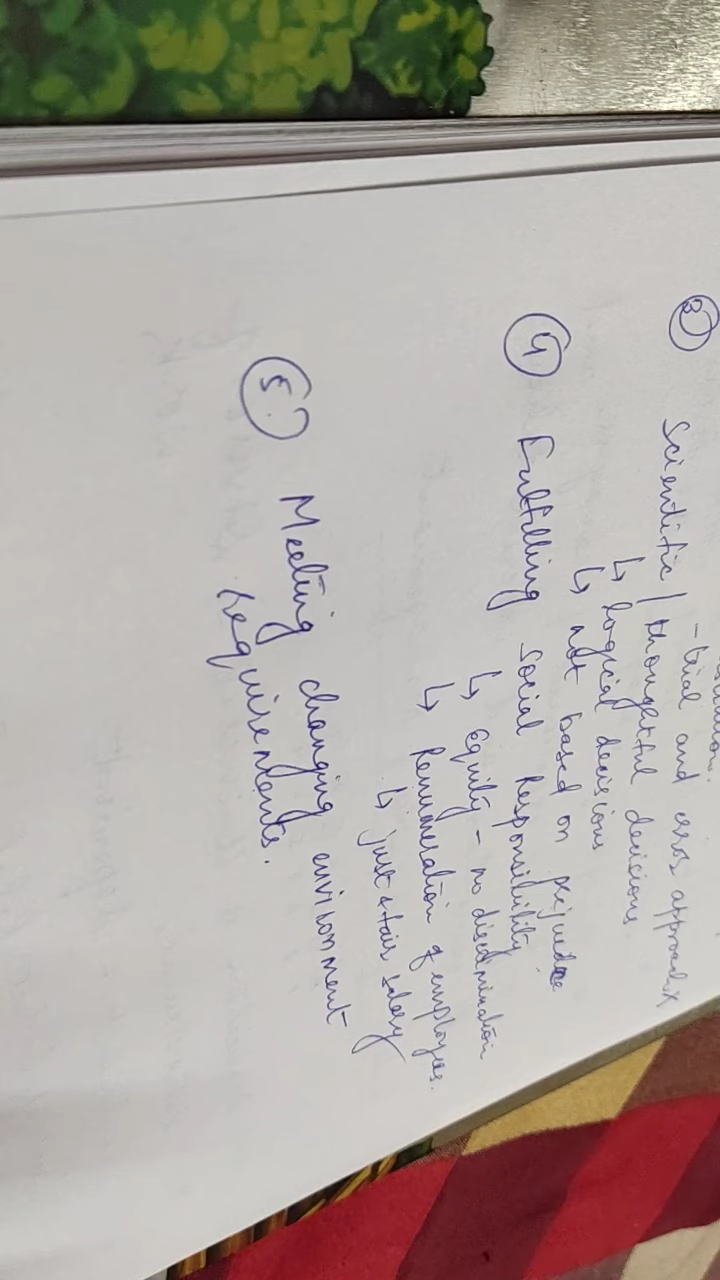 - trial and error approach
③ Scientific / thoughtful decisions
↳ logical decisions
↳ not based on prejudice
④ Fulfilling Social Responsibility
↳ Equity - no discrimination
↳ Remuneration of employees.
↳ just & fair salary
⑤ Meeting changing environment
requirements.